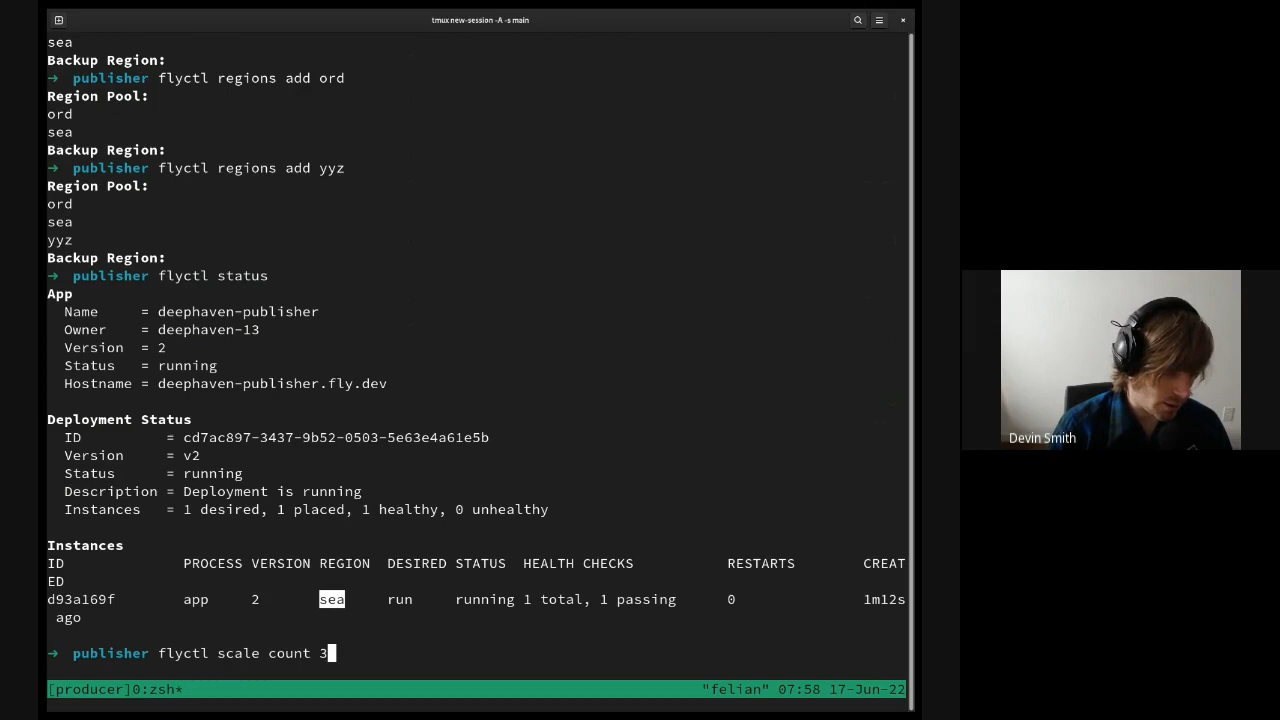 tmux new-session -A -s main
sea
Backup Region:
→ publisher flyctl regions add ord
Region Pool:
ord
sea
Backup Region:
→ publisher flyctl regions add yyz
Region Pool:
ord
sea
yyz
Backup Region:
→ publisher flyctl status
App
Name = deephaven-publisher
Owner = deephaven-13
Version = 2
Status = running
Hostname = deephaven-publisher.fly.dev
Deployment Status
ID = cd7ac897-3437-9b52-0503-5e63e4a61e5b
Version = v2
Status = running
Description = Deployment is running
Instances = 1 desired, 1 placed, 1 healthy, 0 unhealthy
Instances
ID PROCESS VERSION REGION DESIRED STATUS HEALTH CHECKS RESTARTS CREAT
ED
d93a169f app 2 sea run running 1 total, 1 passing 0 1m12s
ago
→ publisher flyctl scale count 3
[producer]0:zsh* "felian" 07:58 17-Jun-22
Devin Smith